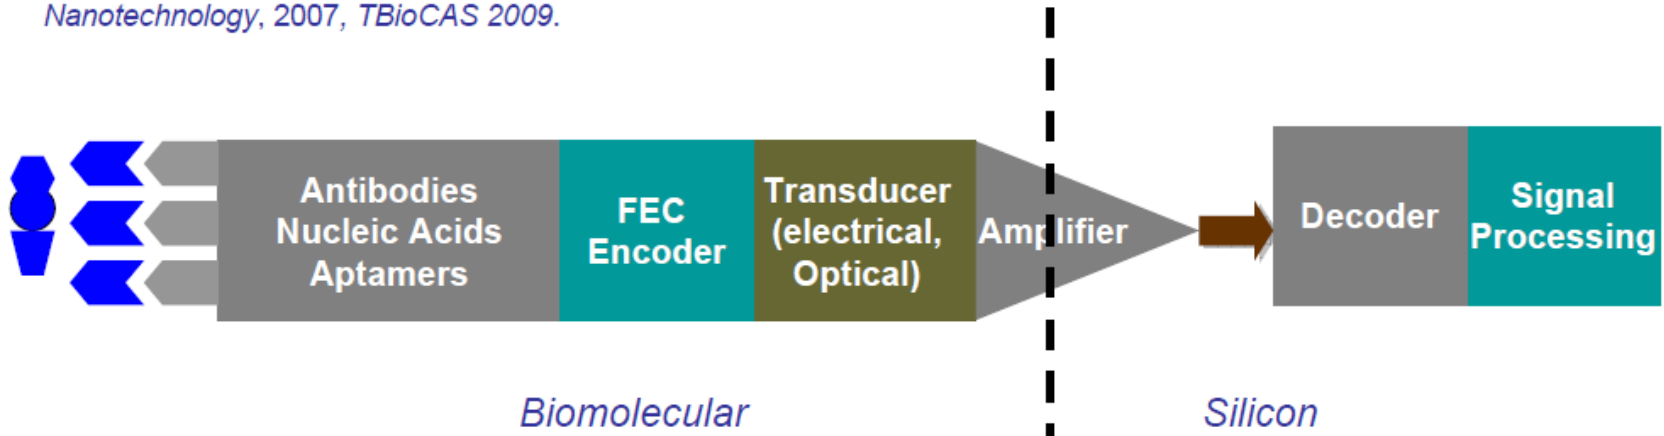 Nanotechnology, 2007, TBioCAS 2009.
Antibodies
Nucleic Acids
Aptamers
FEC
Encoder
Transducer
(electrical,
Optical)
Amplifier
Decoder
Signal
Processing
Biomolecular
Silicon